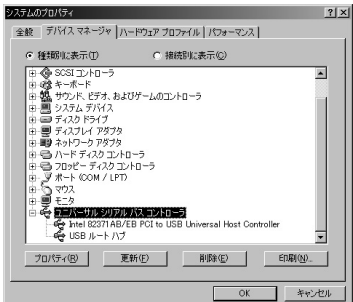 システムのプロパティ
全般 デバイス マネージャ ハードウェア プロファイル パフォーマンス
種類別に表示(T) 接続別に表示(C)
SCSI コントローラ
キーボード
サウンド、ビデオ、およびゲームのコントローラ
システム デバイス
ディスク ドライブ
ディスプレイ アダプタ
ネットワーク アダプタ
ハード ディスク コントローラ
フロッピー ディスク コントローラ
ポート (COM / LPT)
マウス
モニタ
ユニバーサル シリアル バス コントローラ
Intel 82371AB/EB PCI to USB Universal Host Controller
USB ルート ハブ
プロパティ(R) 更新(F) 削除(E) 印刷(N)...
OK キャンセル